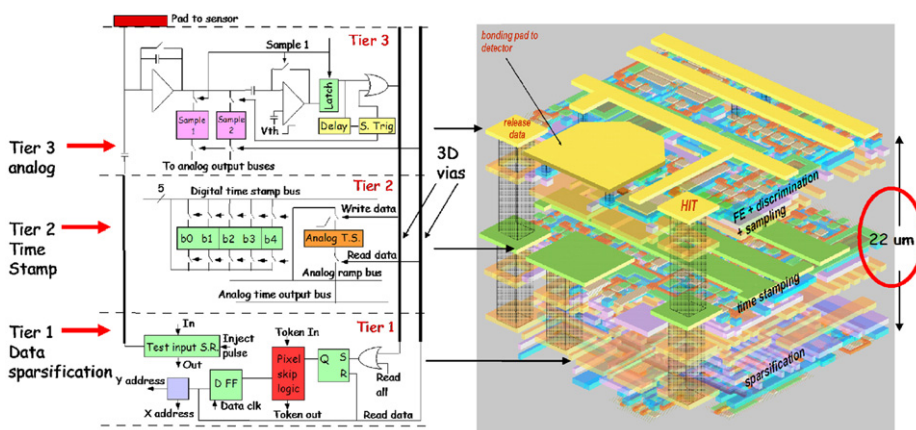 Pad to sensor
Tier 3
Sample 1
Latch
Sample
1
Sample
2
Vth
Delay
S. Trig
To analog output buses
Tier 3
analog
3D
vias
Tier 2
5
Digital time stamp bus
Write data
b0 b1 b2 b3 b4
Analog T.S.
Read data
Analog ramp bus
Analog time output bus
Tier 2
Time
Stamp
Tier 1
In
Token In
Test input S.R.
Inject
pulse
Out
Pixel
skip
logic
Q S
R
D FF
Read
all
Y address
Data clk
X address
Token out
Read data
Tier 1
Data
sparsification
bonding pad to
detector
release
data
HIT
FE + discrimination
+ sampling
22 um
time stamping
sparsification